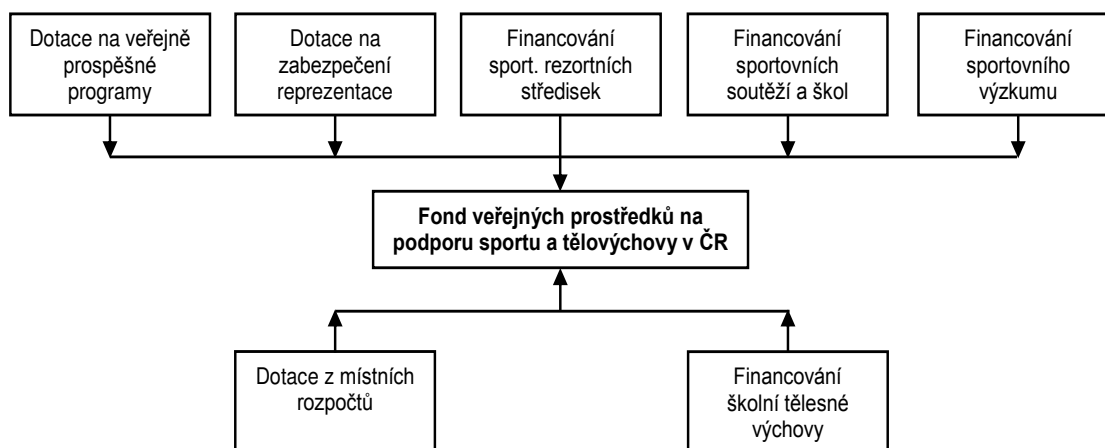 Dotace na veřejně
prospěšné
programy
Dotace na
zabezpečení
reprezentace
Financování
sport. rezortních
středisek
Financování
sportovních
soutěží a škol
Financování
sportovního
výzkumu
Fond veřejných prostředků na
podporu sportu a tělovýchovy v ČR
Dotace z místních
rozpočtů
Financování
školní tělesné
výchovy